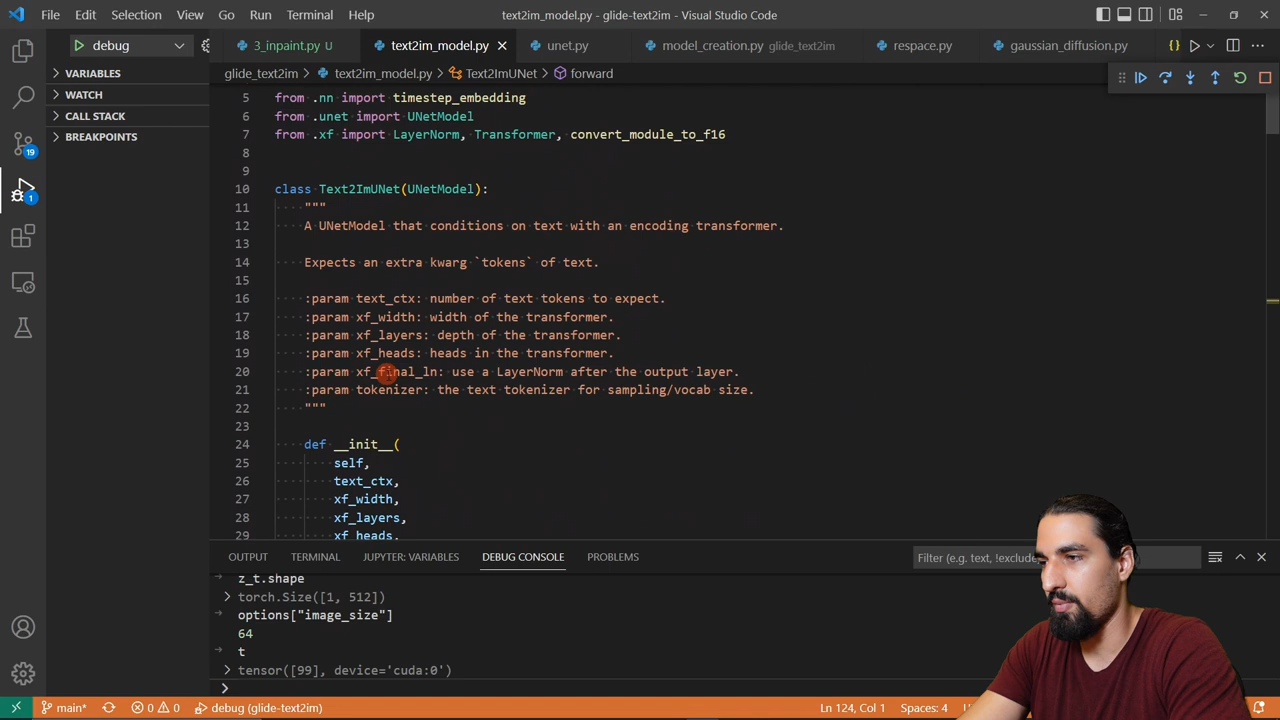 File Edit Selection View Go Run Terminal Help
text2im_model.py - glide-text2im - Visual Studio Code
debug
3_inpaint.py U
text2im_model.py
unet.py
model_creation.py glide_text2im
respace.py
gaussian_diffusion.py
glide_text2im > text2im_model.py > Text2ImUNet > forward
VARIABLES
WATCH
CALL STACK
BREAKPOINTS
19
1
5 from .nn import timestep_embedding
6 from .unet import UNetModel
7 from .xf import LayerNorm, Transformer, convert_module_to_f16
8
9
10 class Text2ImUNet(UNetModel):
11 """
12 A UNetModel that conditions on text with an encoding transformer.
13
14 Expects an extra kwarg `tokens` of text.
15
16 :param text_ctx: number of text tokens to expect.
17 :param xf_width: width of the transformer.
18 :param xf_layers: depth of the transformer.
19 :param xf_heads: heads in the transformer.
20 :param xf_final_ln: use a LayerNorm after the output layer.
21 :param tokenizer: the text tokenizer for sampling/vocab size.
22 """
23
24 def __init__(
25 self,
26 text_ctx,
27 xf_width,
28 xf_layers,
29 xf_heads,
OUTPUT TERMINAL JUPYTER: VARIABLES DEBUG CONSOLE PROBLEMS
Filter (e.g. text, !exclude,
z_t.shape
torch.Size([1, 512])
options["image_size"]
64
t
tensor([99], device='cuda:0')
main* 0 0 debug (glide-text2im)
Ln 124, Col 1 Spaces: 4